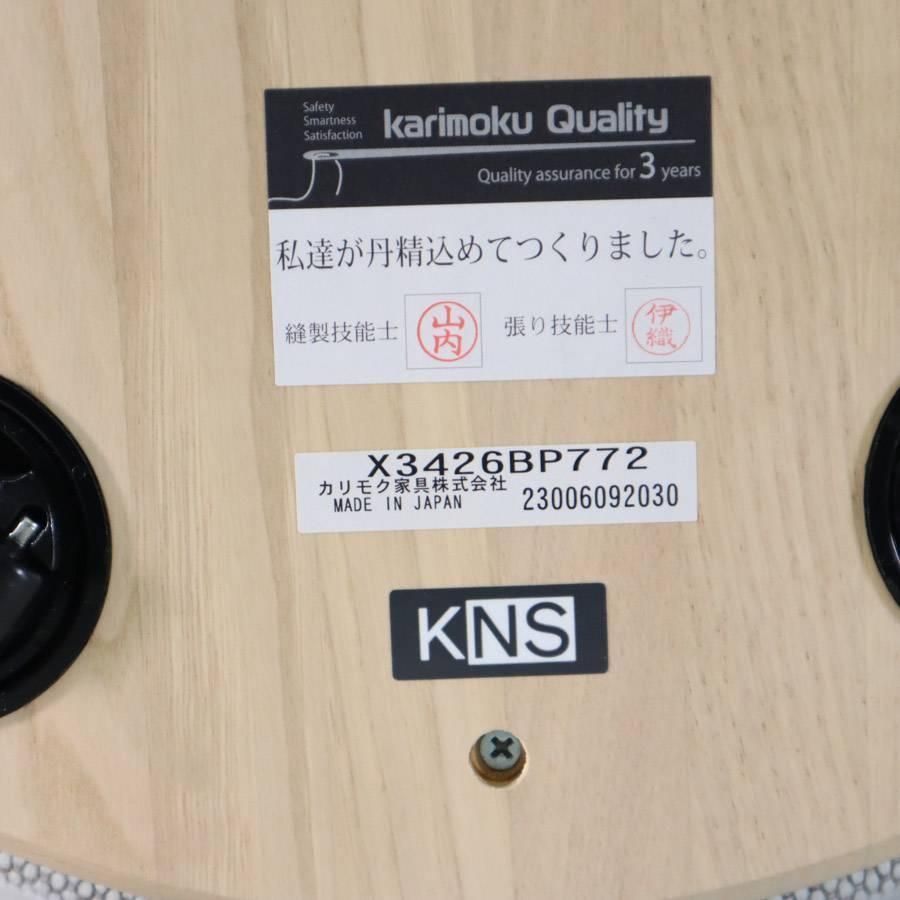 Safety
Smartness
Satisfaction
karimoku Quality
Quality assurance for 3 years
私達が丹精込めてつくりました。
縫製技能士 山内 張り技能士 伊織
X3426BP772
カリモク家具株式会社
MADE IN JAPAN 23006092030
KNS